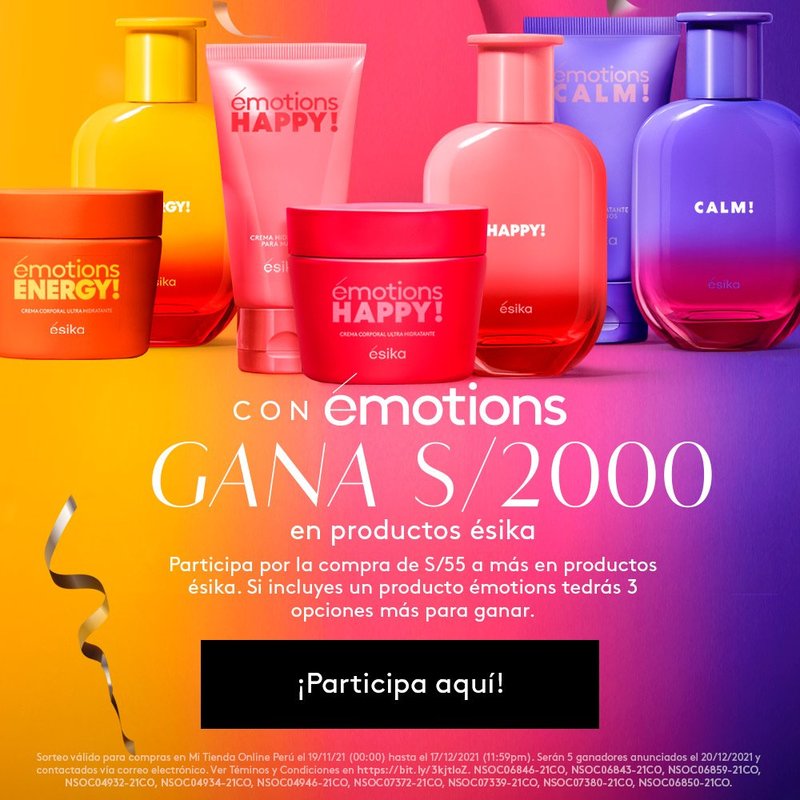 émotions
HAPPY!
CREMA
PARA
ésika
émotions
CALM!
RGY!
émotions
ENERGY!
CREMA CORPORAL ULTRA HIDRATANTE
ésika
émotions
HAPPY!
CREMA CORPORAL ULTRA HIDRATANTE
ésika
HAPPY!
ésika
CALM!
ésika
CON émotions
GANA S/2000
en productos ésika
Participa por la compra de S/55 a más en productos
ésika. Si incluyes un producto émotions tedrás 3
opciones más para ganar.
¡Participa aquí!
Sorteo válido para compras en Mi Tienda Online Perú el 19/11/21 (00:00) hasta el 17/12/2021 (11:59pm). Serán 5 ganadores anunciados el 20/12/2021 y
contactados vía correo electrónico. Ver Téminos y Condiciones en https://bit.ly/3kjtloZ. NSOC06846-21CO, NSOC06843-21CO, NSOC06859-21CO,
NSOC04932-21CO, NSOC04934-21CO, NSOC04946-21CO, NSOC07372-21CO, NSOC07339-21CO, NSOC07380-21CO, NSOC06850-21CO.